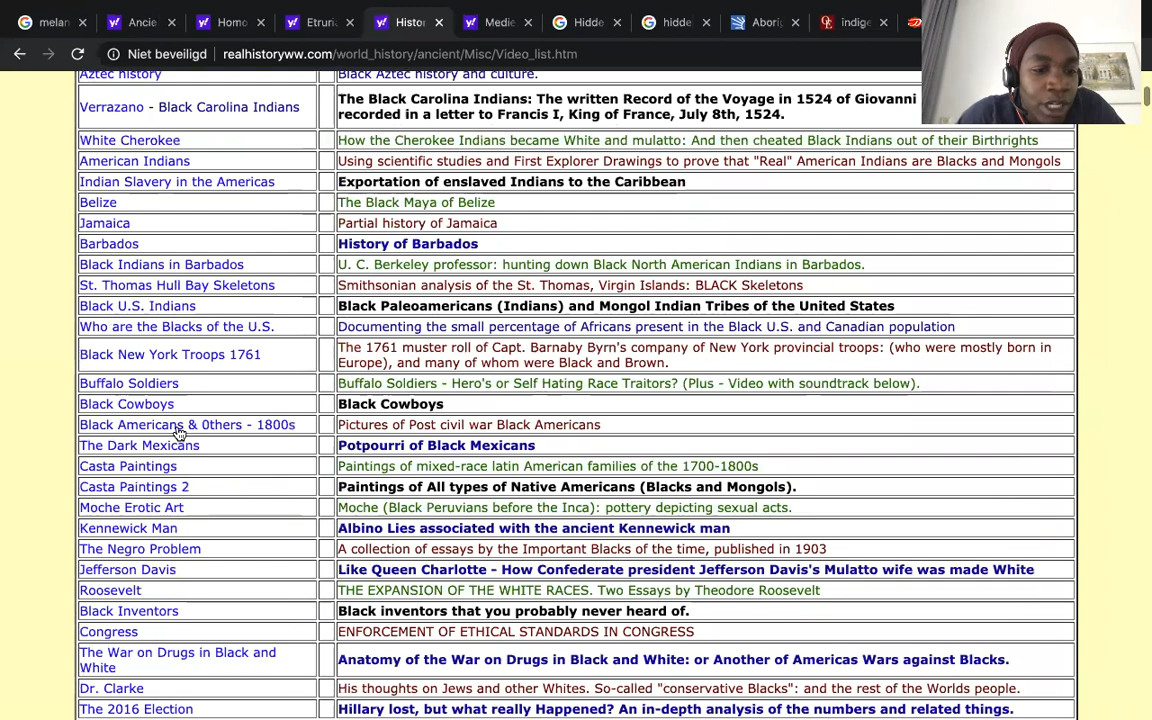 melan
Ancie
Homo
Etruria
Histor
Medie
Hidde
hidde
Aborig
indige
Niet beveiligd
realhistoryww.com/world_history/ancient/Misc/Video_list.htm
Aztec history Black Aztec history and culture.
Verrazano - Black Carolina Indians The Black Carolina Indians: The written Record of the Voyage in 1524 of Giovanni
recorded in a letter to Francis I, King of France, July 8th, 1524.
White Cherokee How the Cherokee Indians became White and mulatto: And then cheated Black Indians out of their Birthrights
American Indians Using scientific studies and First Explorer Drawings to prove that "Real" American Indians are Blacks and Mongols
Indian Slavery in the Americas Exportation of enslaved Indians to the Caribbean
Belize The Black Maya of Belize
Jamaica Partial history of Jamaica
Barbados History of Barbados
Black Indians in Barbados U. C. Berkeley professor: hunting down Black North American Indians in Barbados.
St. Thomas Hull Bay Skeletons Smithsonian analysis of the St. Thomas, Virgin Islands: BLACK Skeletons
Black U.S. Indians Black Paleoamericans (Indians) and Mongol Indian Tribes of the United States
Who are the Blacks of the U.S. Documenting the small percentage of Africans present in the Black U.S. and Canadian population
Black New York Troops 1761 The 1761 muster roll of Capt. Barnaby Byrn's company of New York provincial troops: (who were mostly born in
Europe), and many of whom were Black and Brown.
Buffalo Soldiers Buffalo Soldiers - Hero's or Self Hating Race Traitors? (Plus - Video with soundtrack below).
Black Cowboys Black Cowboys
Black Americans & 0thers - 1800s Pictures of Post civil war Black Americans
The Dark Mexicans Potpourri of Black Mexicans
Casta Paintings Paintings of mixed-race latin American families of the 1700-1800s
Casta Paintings 2 Paintings of All types of Native Americans (Blacks and Mongols).
Moche Erotic Art Moche (Black Peruvians before the Inca): pottery depicting sexual acts.
Kennewick Man Albino Lies associated with the ancient Kennewick man
The Negro Problem A collection of essays by the Important Blacks of the time, published in 1903
Jefferson Davis Like Queen Charlotte - How Confederate president Jefferson Davis's Mulatto wife was made White
Roosevelt THE EXPANSION OF THE WHITE RACES. Two Essays by Theodore Roosevelt
Black Inventors Black inventors that you probably never heard of.
Congress ENFORCEMENT OF ETHICAL STANDARDS IN CONGRESS
The War on Drugs in Black and
White Anatomy of the War on Drugs in Black and White: or Another of Americas Wars against Blacks.
Dr. Clarke His thoughts on Jews and other Whites. So-called "conservative Blacks": and the rest of the Worlds people.
The 2016 Election Hillary lost, but what really Happened? An in-depth analysis of the numbers and related things.